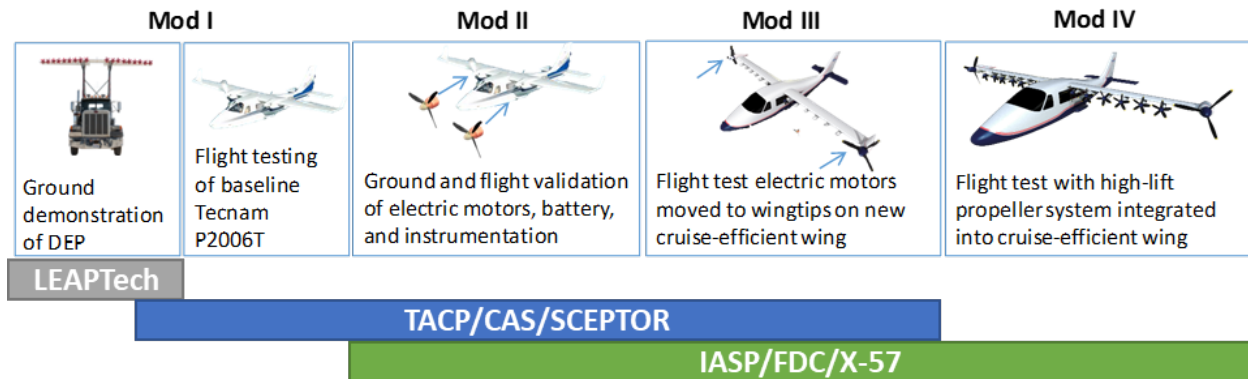 Mod I
Mod II
Mod III
Mod IV
Ground
demonstration
of DEP
Flight testing
of baseline
Tecnam
P2006T
Ground and flight validation
of electric motors, battery,
and instrumentation
Flight test electric motors
moved to wingtips on new
cruise-efficient wing
Flight test with high-lift
propeller system integrated
into cruise-efficient wing
LEAPTech
TACP/CAS/SCEPTOR
IASP/FDC/X-57